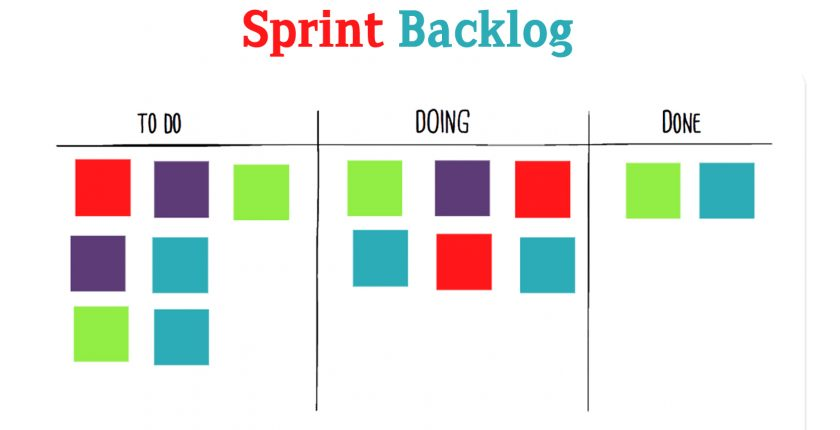 Sprint Backlog
TO DO
DOING
DONE